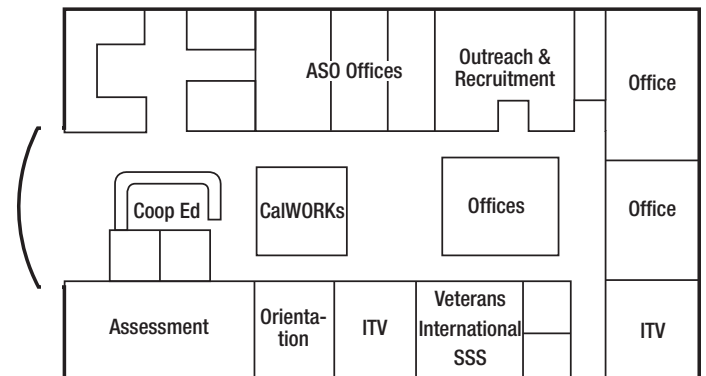 ASO Offices
Outreach &
Recruitment
Office
Coop Ed
CalWORKs
Offices
Office
Assessment
Orienta-
tion
ITV
Veterans
International
SSS
ITV